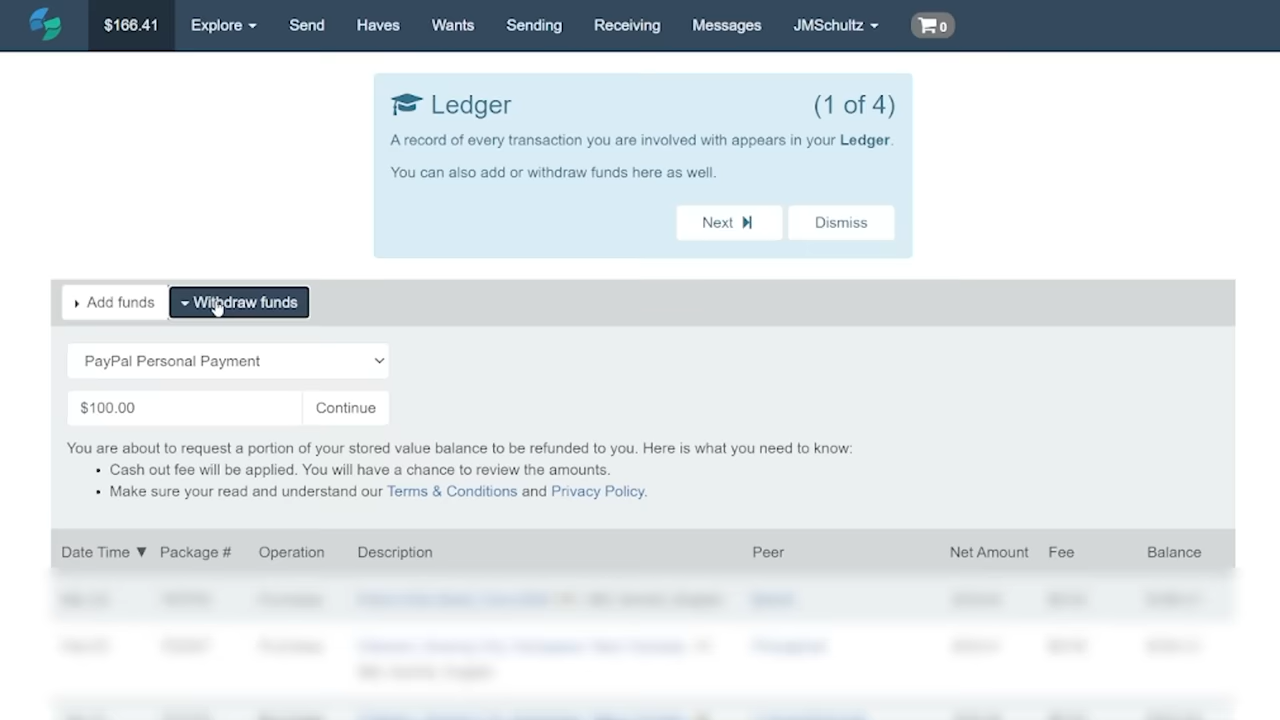 $166.41 Explore Send Haves Wants Sending Receiving Messages JMSchultz 0
Ledger (1 of 4)
A record of every transaction you are involved with appears in your Ledger.
You can also add or withdraw funds here as well.
Next Dismiss
Add funds Withdraw funds
PayPal Personal Payment
$100.00 Continue
You are about to request a portion of your stored value balance to be refunded to you. Here is what you need to know:
• Cash out fee will be applied. You will have a chance to review the amounts.
• Make sure your read and understand our Terms & Conditions and Privacy Policy.
Date Time ▼ Package # Operation Description Peer Net Amount Fee Balance